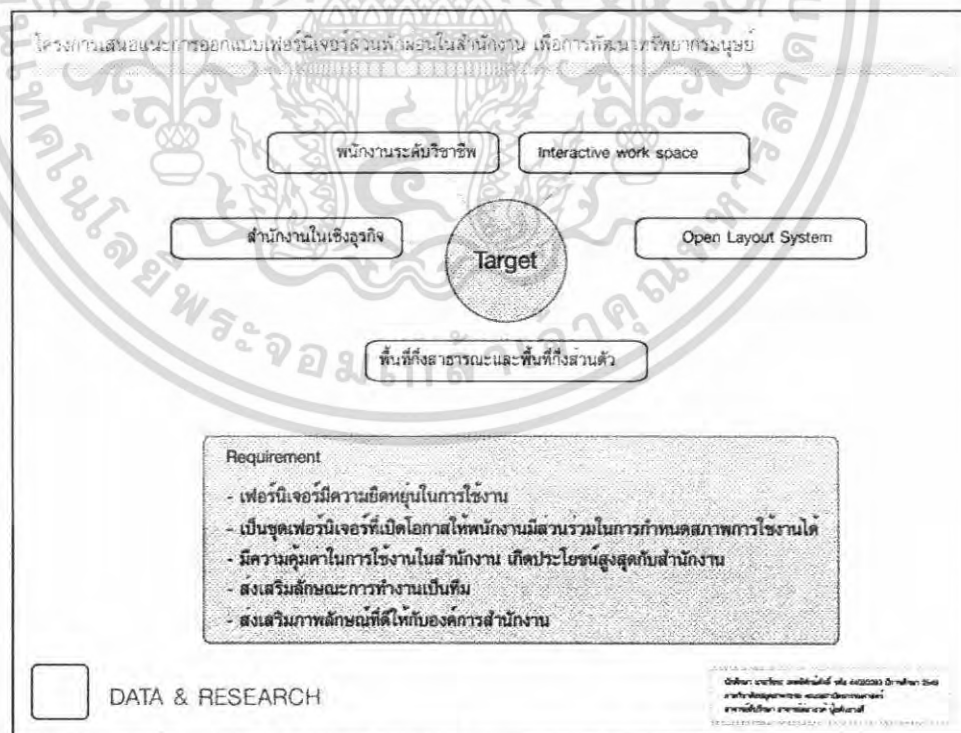 โครงการเสนอแนะการออกแบบเฟอร์นิเจอร์ส่วนพักผ่อนในสำนักงาน เพื่อการพัฒนาทรัพยากรมนุษย์
พนักงานระดับวิชาชีพ
Interactive work space
สำนักงานในเชิงธุรกิจ
Target
Open Layout System
พื้นที่กึ่งสาธารณะและพื้นที่กึ่งส่วนตัว
Requirement
- เฟอร์นิเจอร์มีความยืดหยุ่นในการใช้งาน
- เป็นชุดเฟอร์นิเจอร์ที่เปิดโอกาสให้พนักงานมีส่วนร่วมในการกำหนดสภาพการใช้งานได้
- มีความคุ้มค่าในการใช้งานในสำนักงาน เกิดประโยชน์สูงสุดกับสำนักงาน
- ส่งเสริมลักษณะการทำงานเป็นทีม
- ส่งเสริมภาพลักษณ์ที่ดีให้กับองค์การสำนักงาน
DATA & RESEARCH